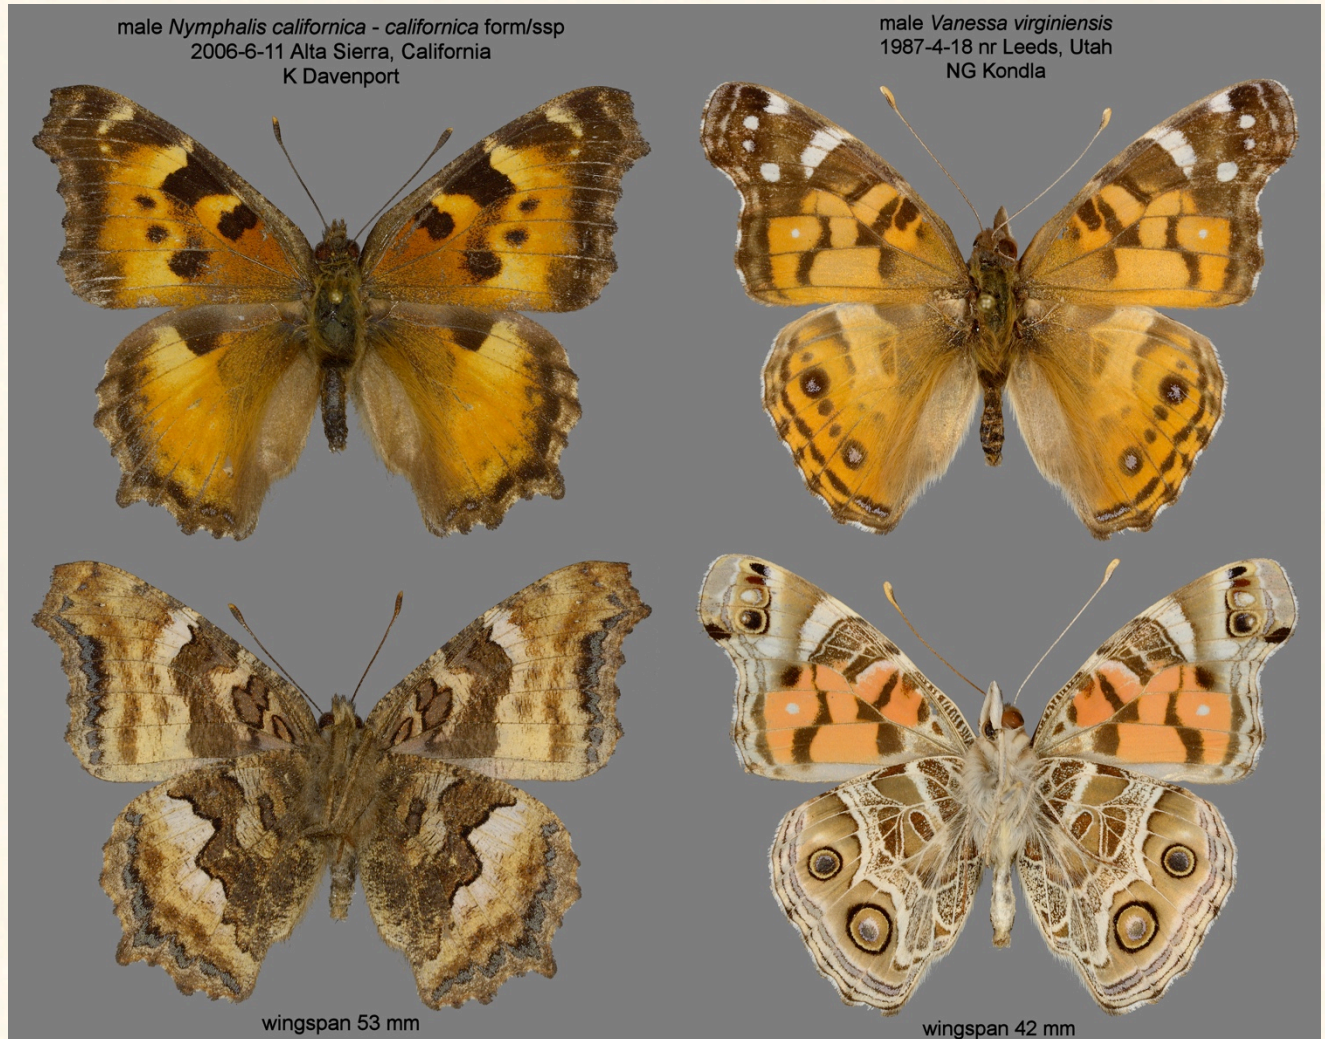 male Nymphalis californica - californica form/ssp
2006-6-11 Alta Sierra, California
K Davenport
male Vanessa virginiensis
1987-4-18 nr Leeds, Utah
NG Kondla
wingspan 53 mm
wingspan 42 mm